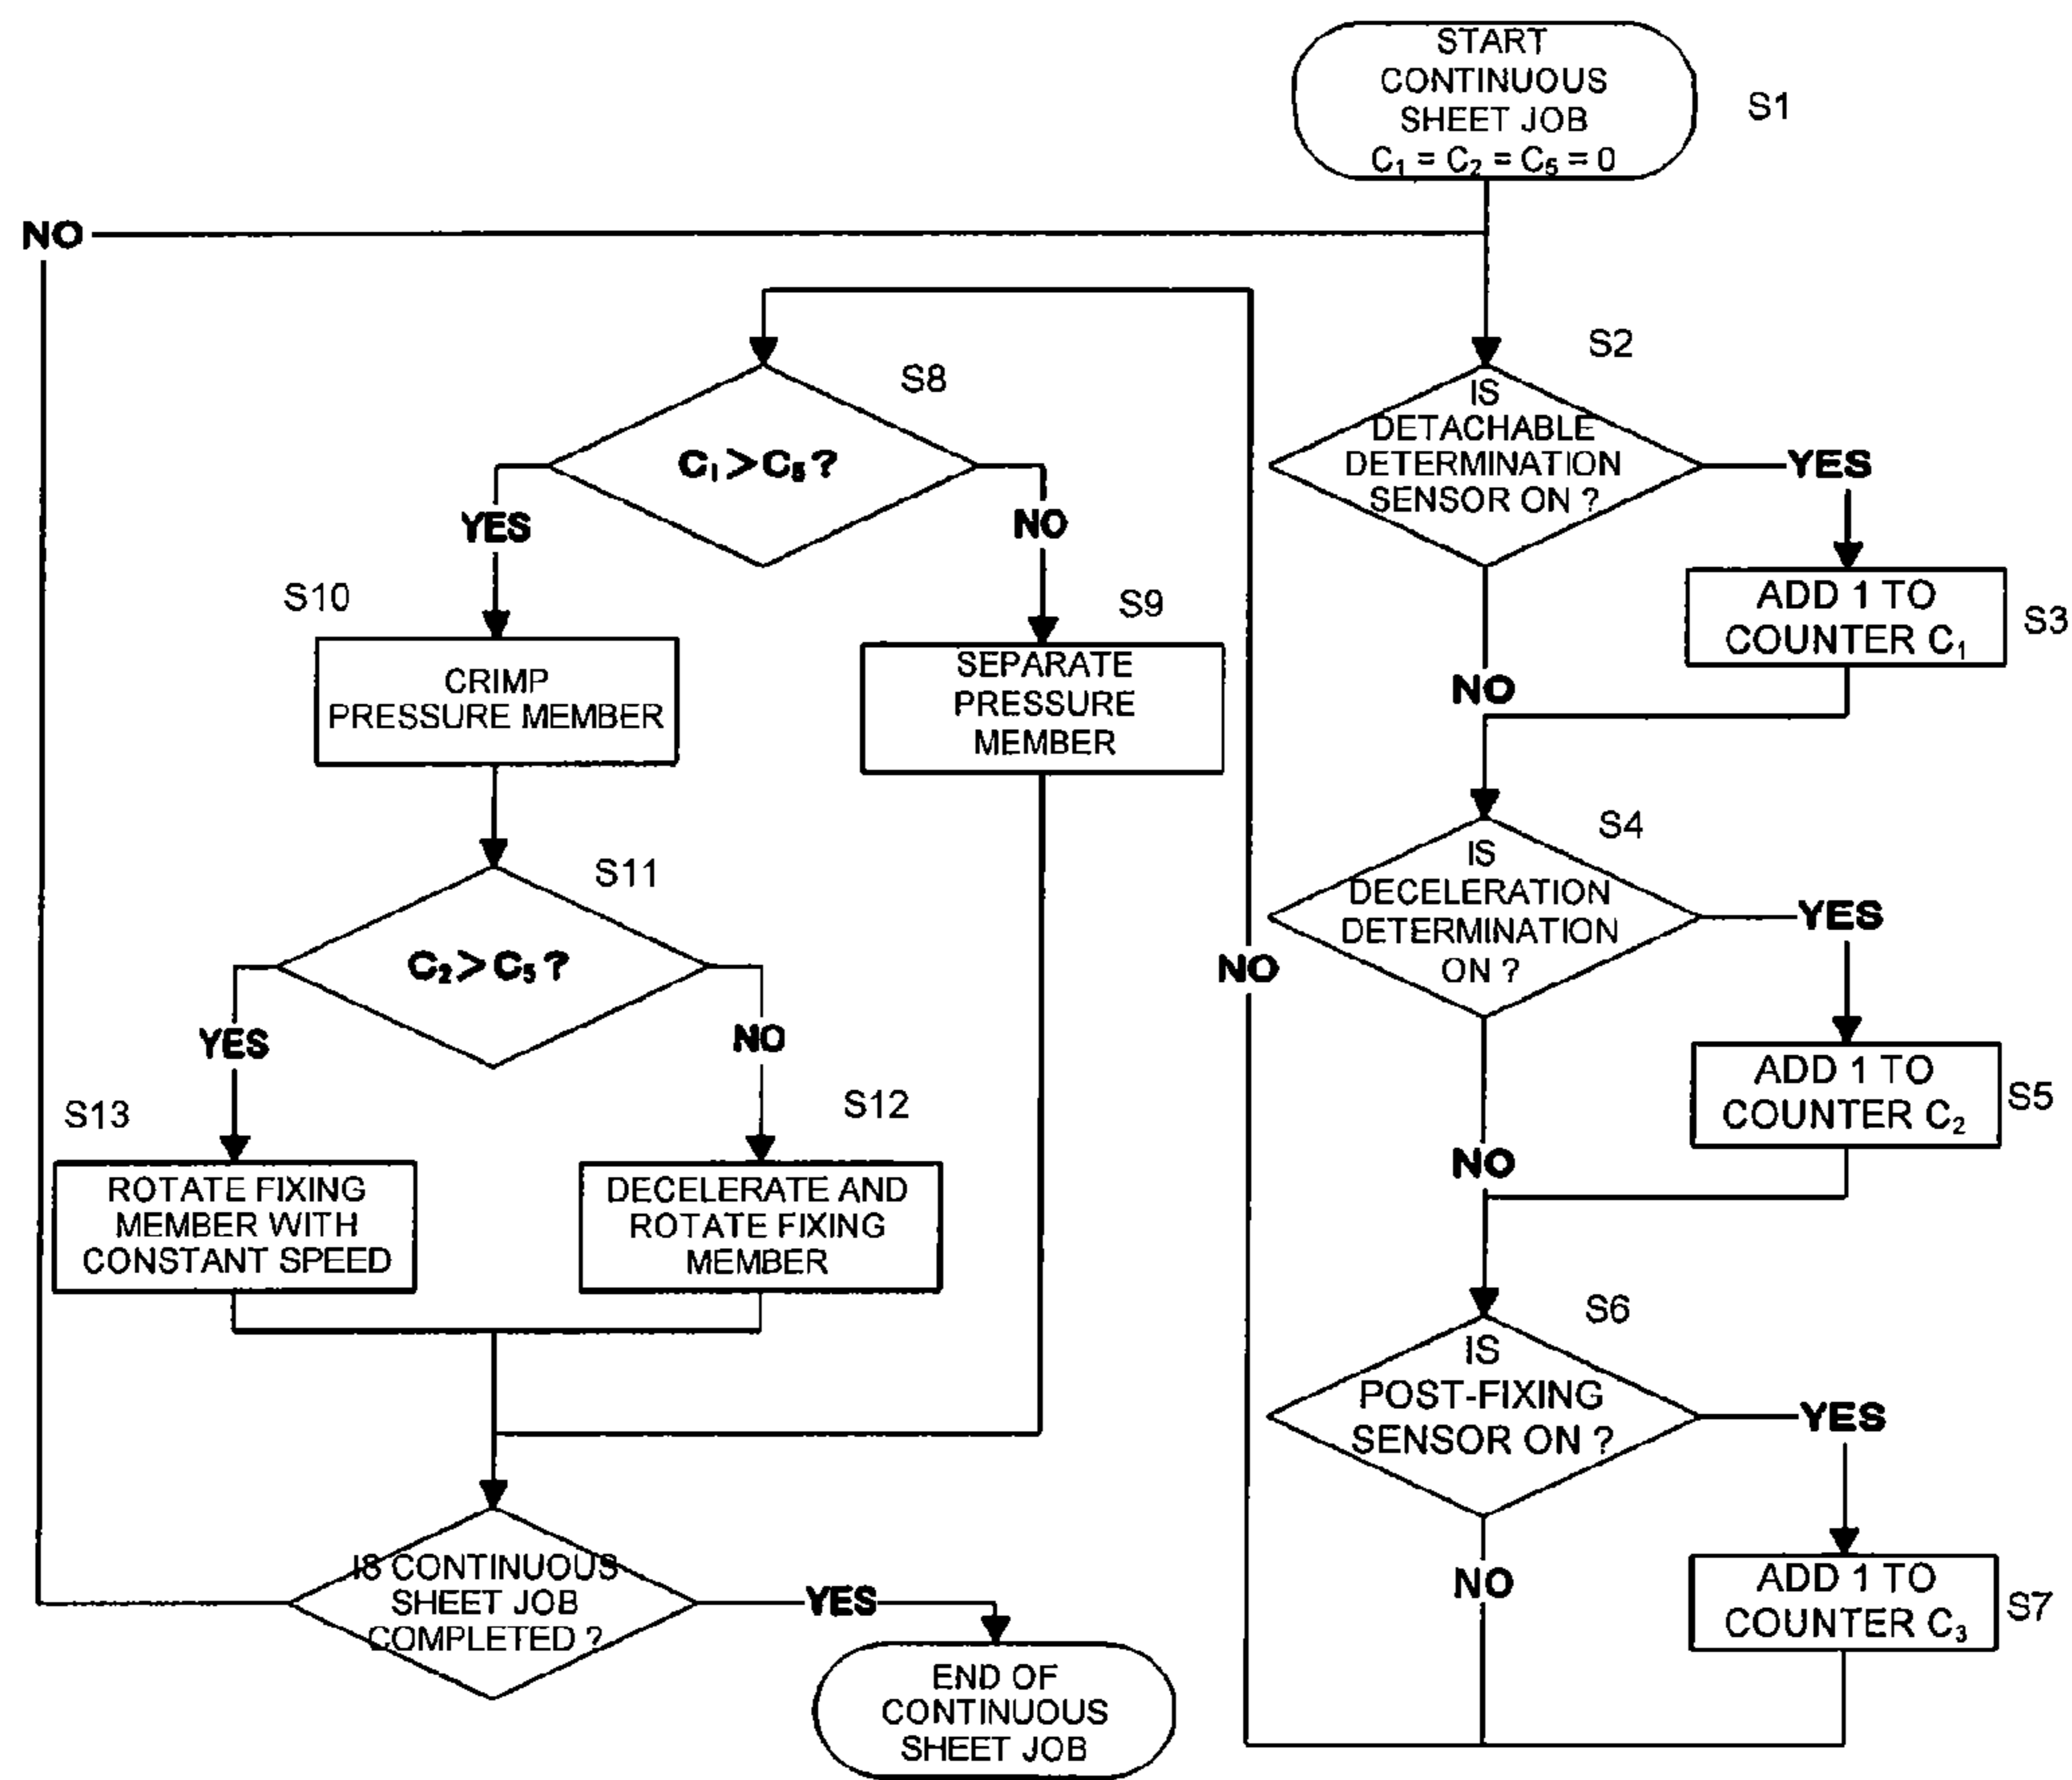 START
CONTINUOUS
SHEET JOB
C₁ = C₂ = C₅ = 0
S1
NO
S2
IS
DETACHABLE
DETERMINATION
SENSOR ON ?
YES
ADD 1 TO
COUNTER C₁
S3
NO
S4
IS
DECELERATION
DETERMINATION
ON ?
YES
ADD 1 TO
COUNTER C₂
S5
NO
S6
IS
POST-FIXING
SENSOR ON ?
YES
ADD 1 TO
COUNTER C₃
S7
NO
NO
S8
C₁ > C₅ ?
YES
NO
S10
CRIMP
PRESSURE MEMBER
S9
SEPARATE
PRESSURE
MEMBER
S11
C₂ > C₅ ?
YES
NO
S13
ROTATE FIXING
MEMBER WITH
CONSTANT SPEED
S12
DECELERATE AND
ROTATE FIXING
MEMBER
IS CONTINUOUS
SHEET JOB
COMPLETED ?
YES
END OF
CONTINUOUS
SHEET JOB